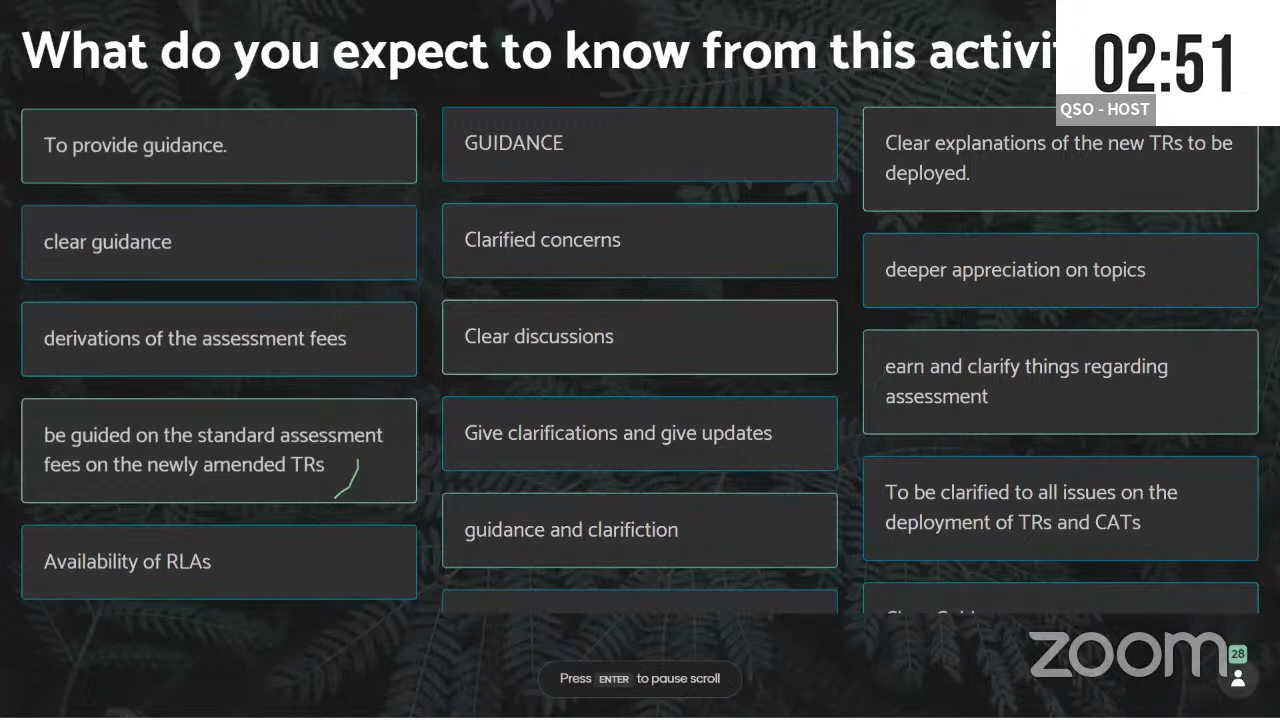 What do you expect to know from this activi
02:51
QSO - HOST
To provide guidance.
clear guidance
derivations of the assessment fees
be guided on the standard assessment
fees on the newly amended TRs
Availability of RLAs
GUIDANCE
Clarified concerns
Clear discussions
Give clarifications and give updates
guidance and clarifiction
Clear explanations of the new TRs to be
deployed.
deeper appreciation on topics
earn and clarify things regarding
assessment
To be clarified to all issues on the
deployment of TRs and CATs
Press ENTER to pause scroll
zoom
28